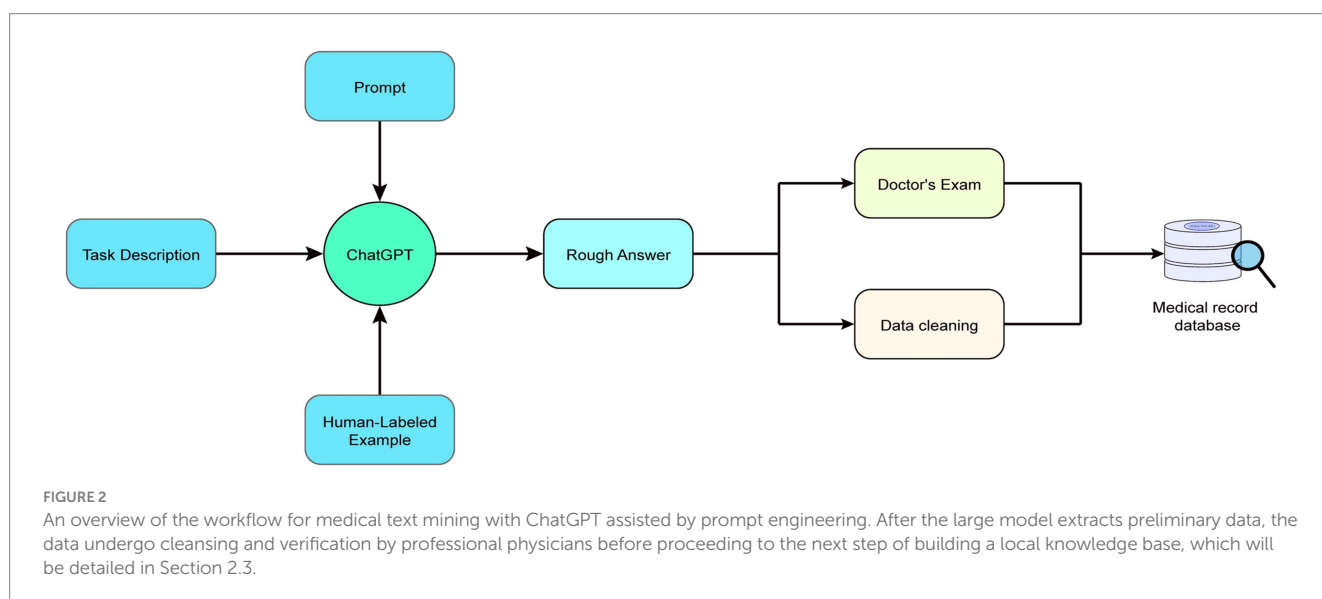 Prompt
Doctor's Exam
Task Description
ChatGPT
Rough Answer
Data cleaning
Medical record
database
Human-Labeled
Example
FIGURE 2
An overview of the workflow for medical text mining with ChatGPT assisted by prompt engineering. After the large model extracts preliminary data, the
data undergo cleansing and verification by professional physicians before proceeding to the next step of building a local knowledge base, which will
be detailed in Section 2.3.